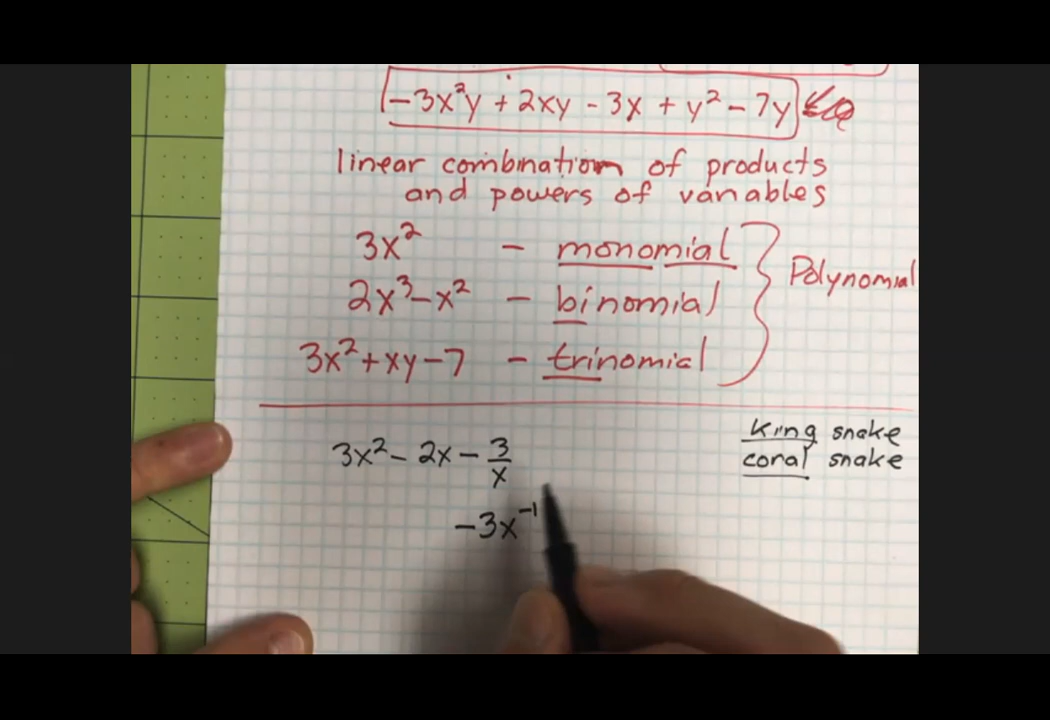 -3x²y + 2xy - 3x + y² - 7y
linear combination of products
and powers of variables
3x² - monomial
2x³-x² - binomial
3x²+xy-7 - trinomial
Polynomial
3x²- 2x - 3/x
-3x⁻¹
king snake
coral snake